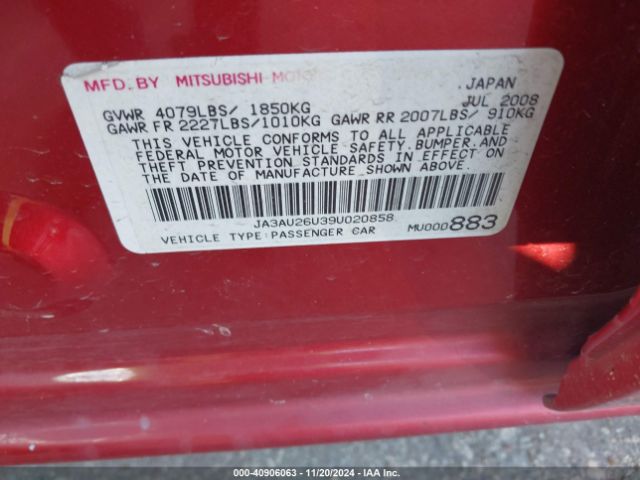 MFD.BY MITSUBISHI JAPAN
GVWR 4079LBS/ 1850KG JUL 2008
GAWR FR 2227LBS/1010KG GAWR RR 2007LBS/ 910KG
THIS VEHICLE CONFORMS TO ALL APPLICABLE
FEDERAL MOTOR VEHICLE SAFETY.BUMPER.AND
THEFT PREVENTION STANDARDS IN EFFECT ON
THE DATE OF MANUFACTURE SHOWN ABOVE.
JA3AU26U39U020858
VEHICLE TYPE:PASSENGER CAR MU000883
000-40906063 - 11/20/2024 - IAA Inc.